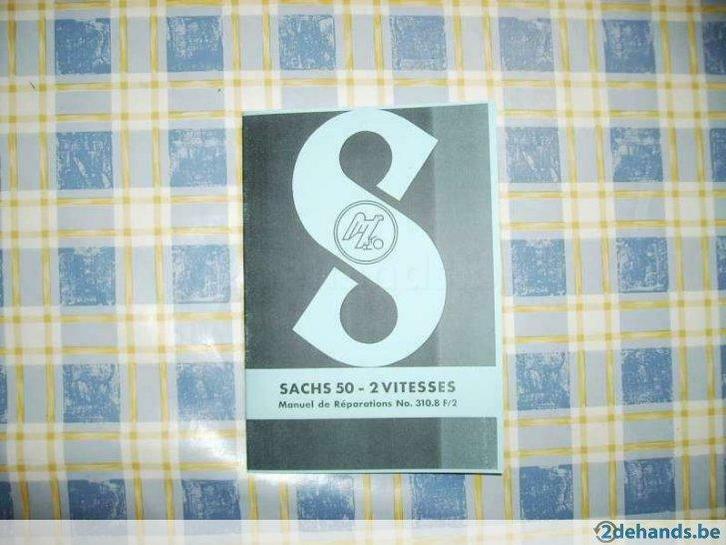 S
SACHS 50 - 2 VITESSES
Manuel de Réparations No. 310.8 F/2
2dehands.be